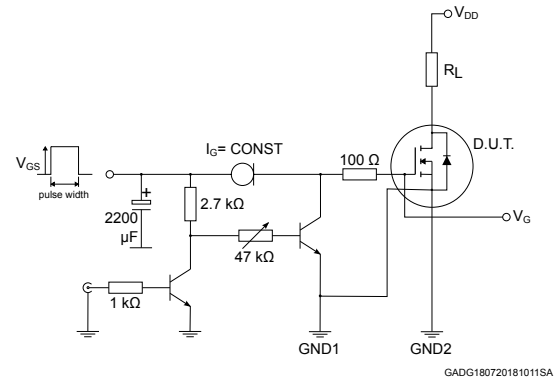 VDD
RL
D.U.T.
IG= CONST
100 Ω
VGS
pulse width
+
2200
μF
2.7 kΩ
VG
47 kΩ
1 kΩ
GND1
GND2
GADG180720181011SA